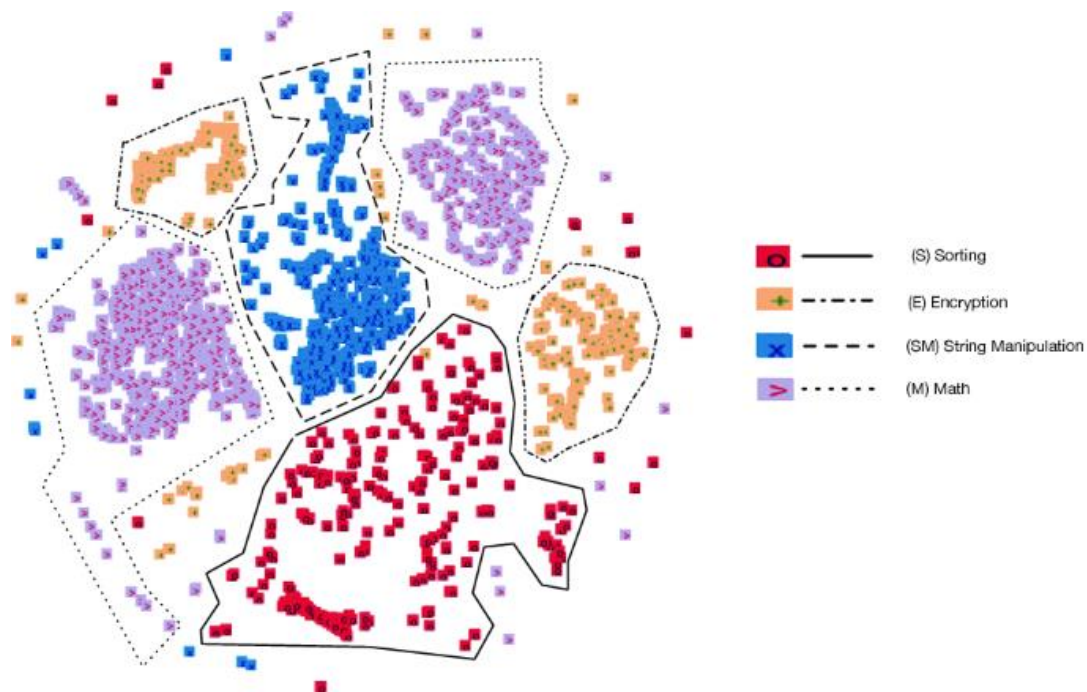 (S) Sorting
(E) Encryption
(SM) String Manipulation
(M) Math